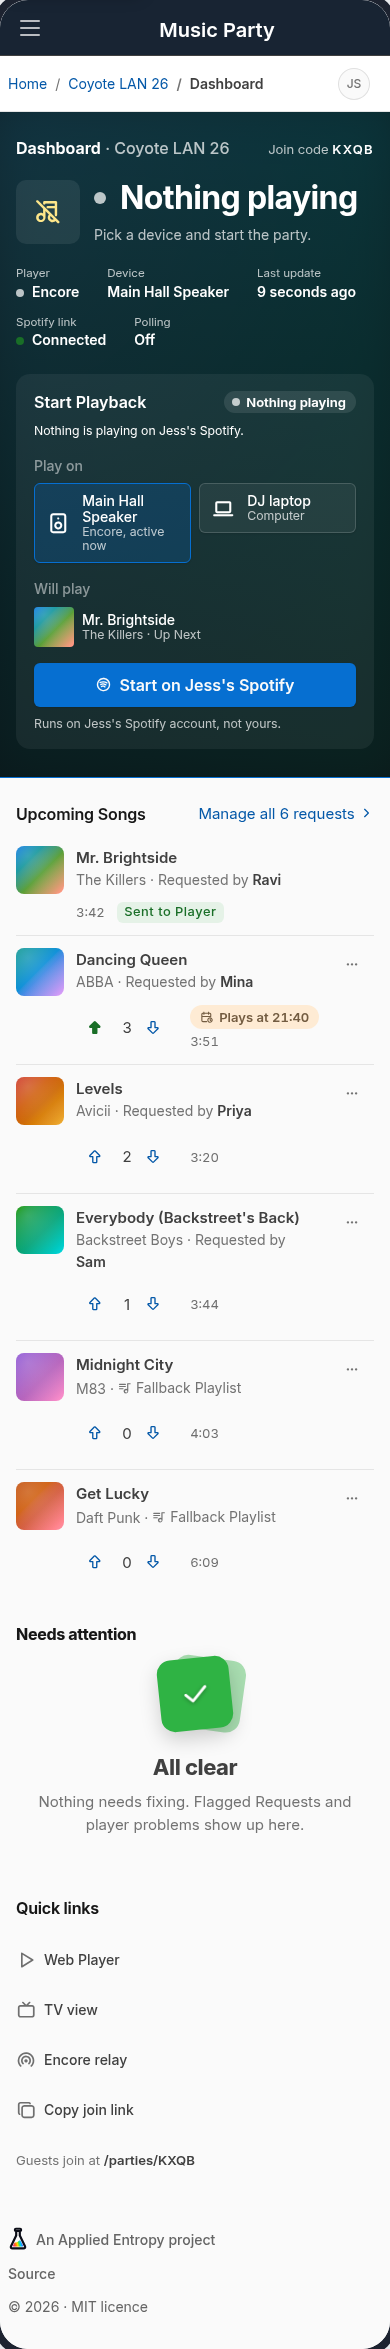 Music Party
Home / Coyote LAN 26 / Dashboard
JS
Dashboard · Coyote LAN 26
Join code KXQB
Nothing playing
Pick a device and start the party.
Player
Device
Last update
Encore
Main Hall Speaker
9 seconds ago
Spotify link
Polling
Connected
Off
Start Playback
Nothing playing
Nothing is playing on Jess's Spotify.
Play on
Main Hall
Speaker
Encore, active
now
DJ laptop
Computer
Will play
Mr. Brightside
The Killers · Up Next
Start on Jess's Spotify
Runs on Jess's Spotify account, not yours.
Upcoming Songs
Manage all 6 requests
Mr. Brightside
The Killers · Requested by Ravi
3:42 Sent to Player
Dancing Queen
ABBA · Requested by Mina
3
Plays at 21:40
3:51
Levels
Avicii · Requested by Priya
2
3:20
Everybody (Backstreet's Back)
Backstreet Boys · Requested by
Sam
1
3:44
Midnight City
M83 · Fallback Playlist
0
4:03
Get Lucky
Daft Punk · Fallback Playlist
0
6:09
Needs attention
All clear
Nothing needs fixing. Flagged Requests and
player problems show up here.
Quick links
Web Player
TV view
Encore relay
Copy join link
Guests join at /parties/KXQB
An Applied Entropy project
Source
© 2026 · MIT licence